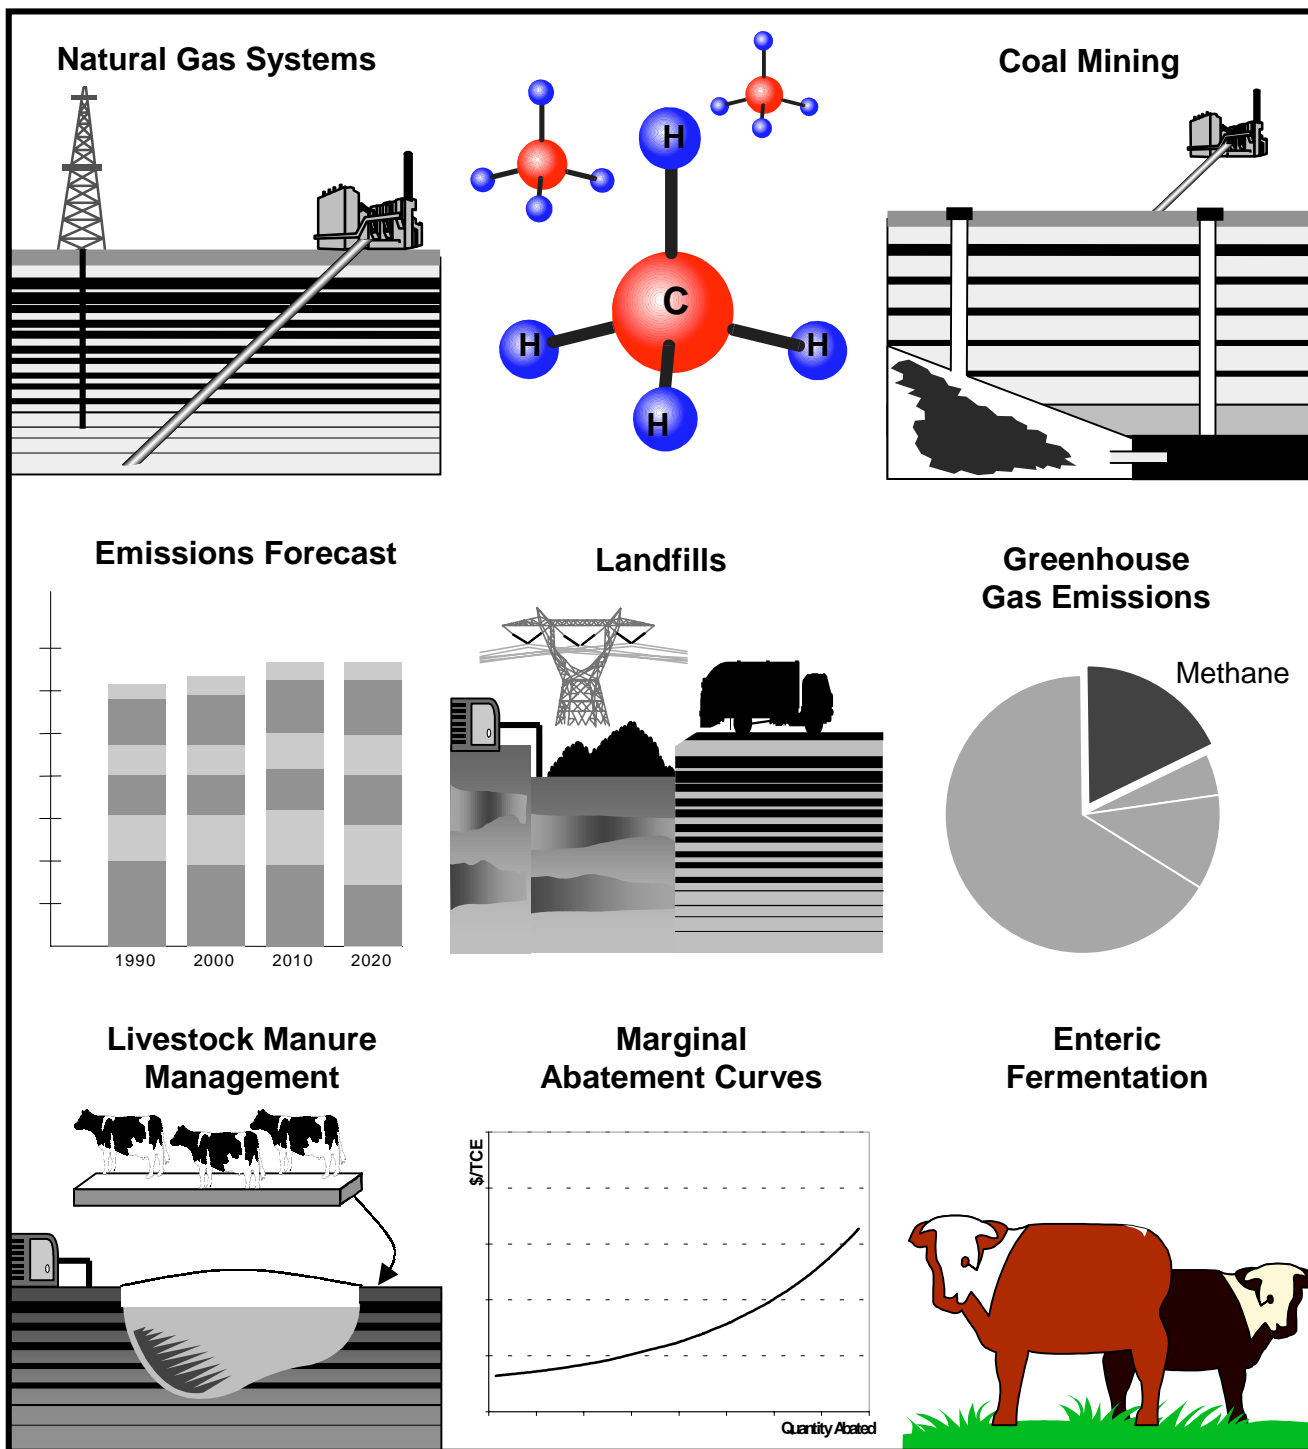 Natural Gas Systems
Coal Mining
H
C
H
H
H
Emissions Forecast
Landfills
Greenhouse
Gas Emissions
Methane
1990 2000 2010 2020
Livestock Manure
Management
Marginal
Abatement Curves
Enteric
Fermentation
$/TCE
Quantity Abated